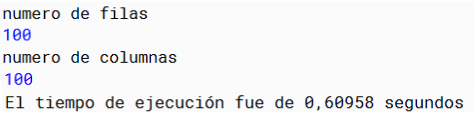 numero de filas
100
numero de columnas
100
El tiempo de ejecución fue de 0,60958 segundos